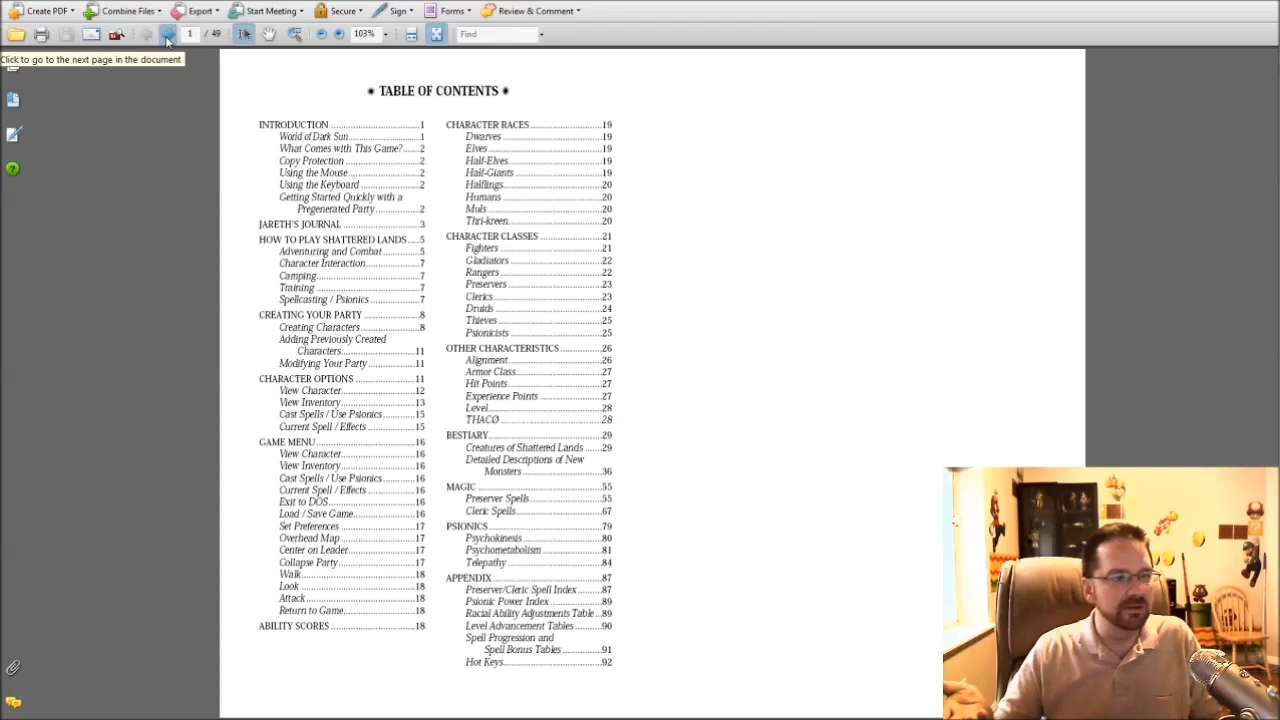 Create PDF Combine Files Export Start Meeting Secure Sign Forms Review & Comment
1 / 49 103% Find
Click to go to the next page in the document
✷ TABLE OF CONTENTS ✷
INTRODUCTION ....................................1
World of Dark Sun..............................1
What Comes with This Game?......2
Copy Protection ..............................2
Using the Mouse.............................2
Using the Keyboard ........................2
Getting Started Quickly with a
Pregenerated Party .................2
JARETH'S JOURNAL ..............................3
HOW TO PLAY SHATTERED LANDS .....5
Adventuring and Combat ..............5
Character Interaction.......................7
Camping...........................................7
Training ...........................................7
Spellcasting / Psionics ....................7
CREATING YOUR PARTY ......................8
Creating Characters .........................8
Adding Previously Created
Characters.............................11
Modifying Your Party ...................11
CHARACTER OPTIONS .......................11
View Character..............................12
View Inventory..............................13
Cast Spells / Use Psionics ............15
Current Spell / Effects ..................15
GAME MENU........................................16
View Character..............................16
View Inventory..............................16
Cast Spells / Use Psionics ............16
Current Spell / Effects ..................16
Exit to DOS...................................16
Load / Save Game.........................16
Set Preferences .............................17
Overhead Map ..............................17
Center on Leader...........................17
Collapse Party...............................17
Walk..............................................18
Look ..............................................18
Attack ...........................................18
Return to Game.............................18
ABILITY SCORES .................................18
CHARACTER RACES ............................19
Dwarves ........................................19
Elves ..............................................19
Half-Elves......................................19
Half-Giants ....................................19
Halflings.........................................20
Humans .........................................20
Muls ..............................................20
Thri-kreen......................................20
CHARACTER CLASSES ........................21
Fighters .........................................21
Gladiators .....................................22
Rangers .........................................22
Preservers .....................................23
Clerics............................................23
Druids ...........................................24
Thieves ..........................................25
Psionicists .....................................25
OTHER CHARACTERISTICS ................26
Alignment......................................26
Armor Class...................................27
Hit Points.......................................27
Experience Points .........................27
Level ..............................................28
THACØ ..........................................28
BESTIARY..............................................29
Creatures of Shattered Lands ......29
Detailed Descriptions of New
Monsters ................................36
MAGIC ..................................................55
Preserver Spells .............................55
Cleric Spells...................................67
PSIONICS..............................................79
Psychokinesis ................................80
Psychometabolism ........................81
Telepathy ......................................84
APPENDIX ............................................87
Preserver/Cleric Spell Index .........87
Psionic Power Index .....................89
Racial Ability Adjustments Table ..89
Level Advancement Tables ..........90
Spell Progression and
Spell Bonus Tables ................91
Hot Keys........................................92